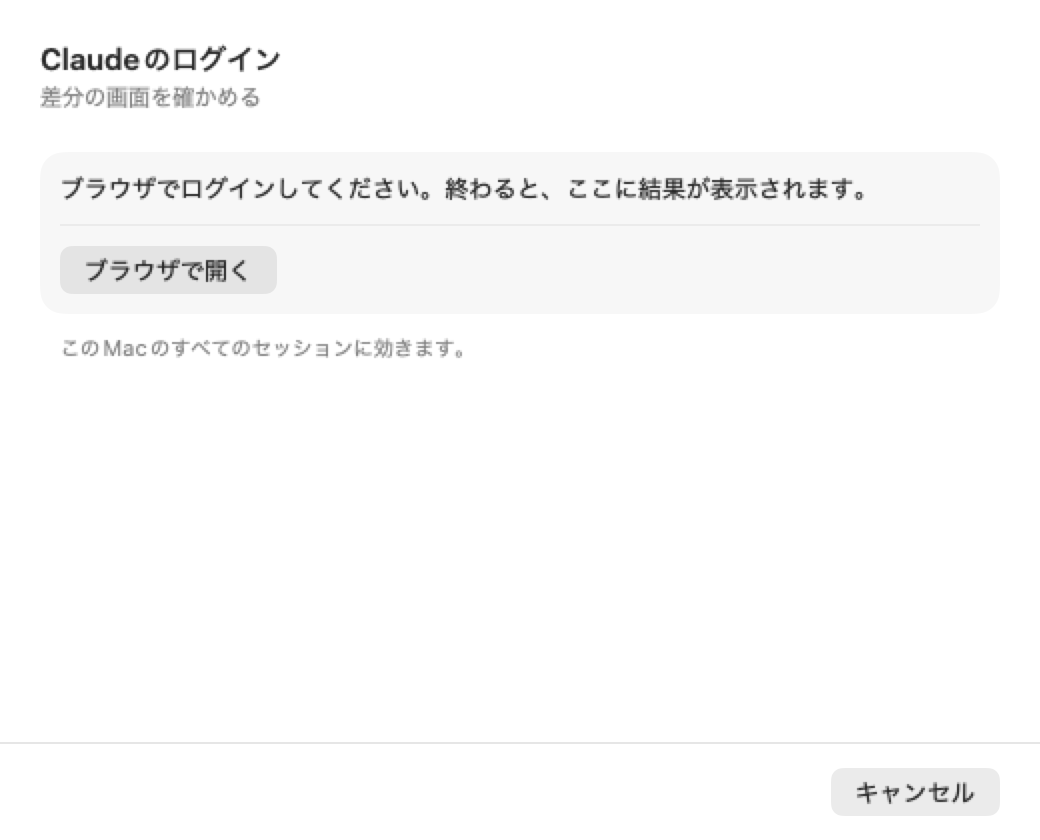 Claudeのログイン
差分の画面を確かめる
ブラウザでログインしてください。終わると、ここに結果が表示されます。
ブラウザで開く
このMacのすべてのセッションに効きます。
キャンセル